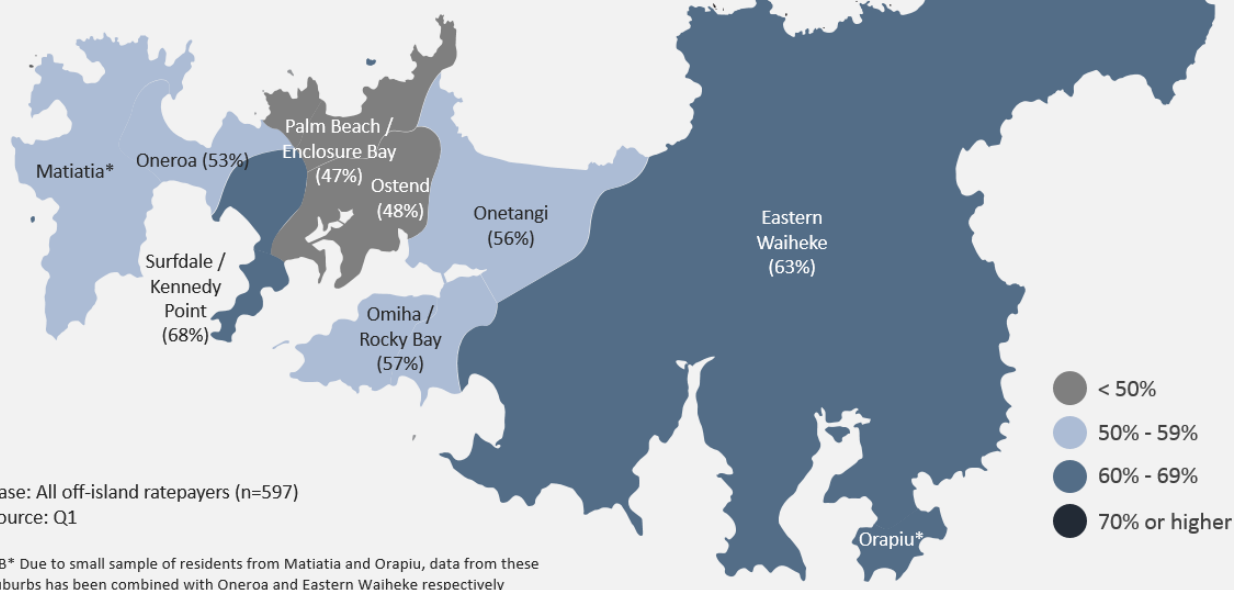 Palm Beach /
Enclosure Bay
(47%)
Matiatia*
Oneroa (53%)
Ostend
(48%)
Onetangi
(56%)
Eastern
Waiheke
(63%)
Surfdale /
Kennedy
Point
(68%)
Omiha /
Rocky Bay
(57%)
< 50%
50% - 59%
60% - 69%
70% or higher
Orapiu*
ase: All off-island ratepayers (n=597)
ource: Q1
B* Due to small sample of residents from Matiatia and Orapiu, data from these
uburbs has been combined with Oneroa and Eastern Waiheke respectively